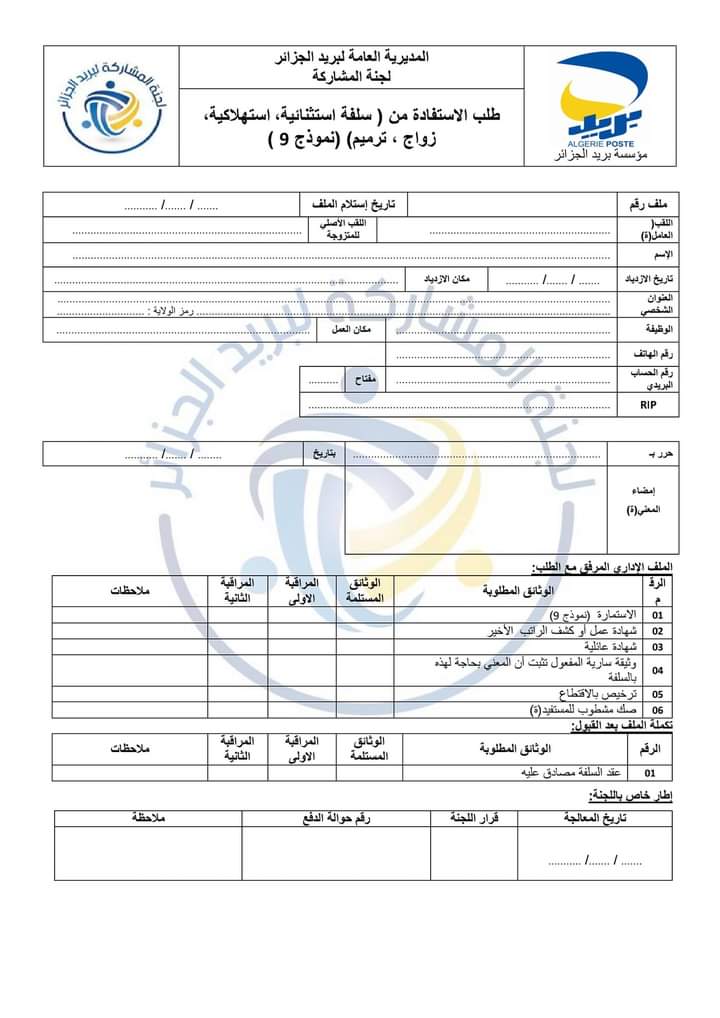 لجنة المشاركة لبريد الجزائر
المديرية العامة لبريد الجزائر
لجنة المشاركة
طلب الاستفادة من ( سلفة استثنائية، استهلاكية،
زواج ، ترميم) (نموذج 9 )
بريد
ALGERIE POSTE
مؤسسة بريد الجزائر
ملف رقم
تاريخ إستلام الملف
....... / ......./ ...........
اللقب(
العامل(ة)
اللقب الأصلي
للمتزوجة
الإسم
تاريخ الازدياد
....... / ......./ ...........
مكان الازدياد
العنوان
الشخصي
رمز الولاية :
الوظيفة
مكان العمل
رقم الهاتف
رقم الحساب
البريدي
مفتاح
RIP
لجنة المشاركة لبريد الجزائر
حرر بـ
بتاريخ
........ / ......./ ...........
إمضاء
المعني(ة)
الملف الإداري المرفق مع الطلب:
الرق
م
الوثائق المطلوبة
الوثائق
المستلمة
المراقبة
الاولى
المراقبة
الثانية
ملاحظات
01 الاستمارة (نموذج 9)
02 شهادة عمل أو كشف الراتب الأخير
03 شهادة عائلية
04 وثيقة سارية المفعول تثبت أن المعني بحاجة لهذه
بالسلفة
05 ترخيص بالاقتطاع
06 صك مشطوب للمستفيد(ة)
تكملة الملف بعد القبول:
الرقم
الوثائق المطلوبة
الوثائق
المستلمة
المراقبة
الاولى
المراقبة
الثانية
ملاحظات
01 عقد السلفة مصادق عليه
إطار خاص باللجنة:
تاريخ المعالجة
قرار اللجنة
رقم حوالة الدفع
ملاحظة
....... / ......./ ...........